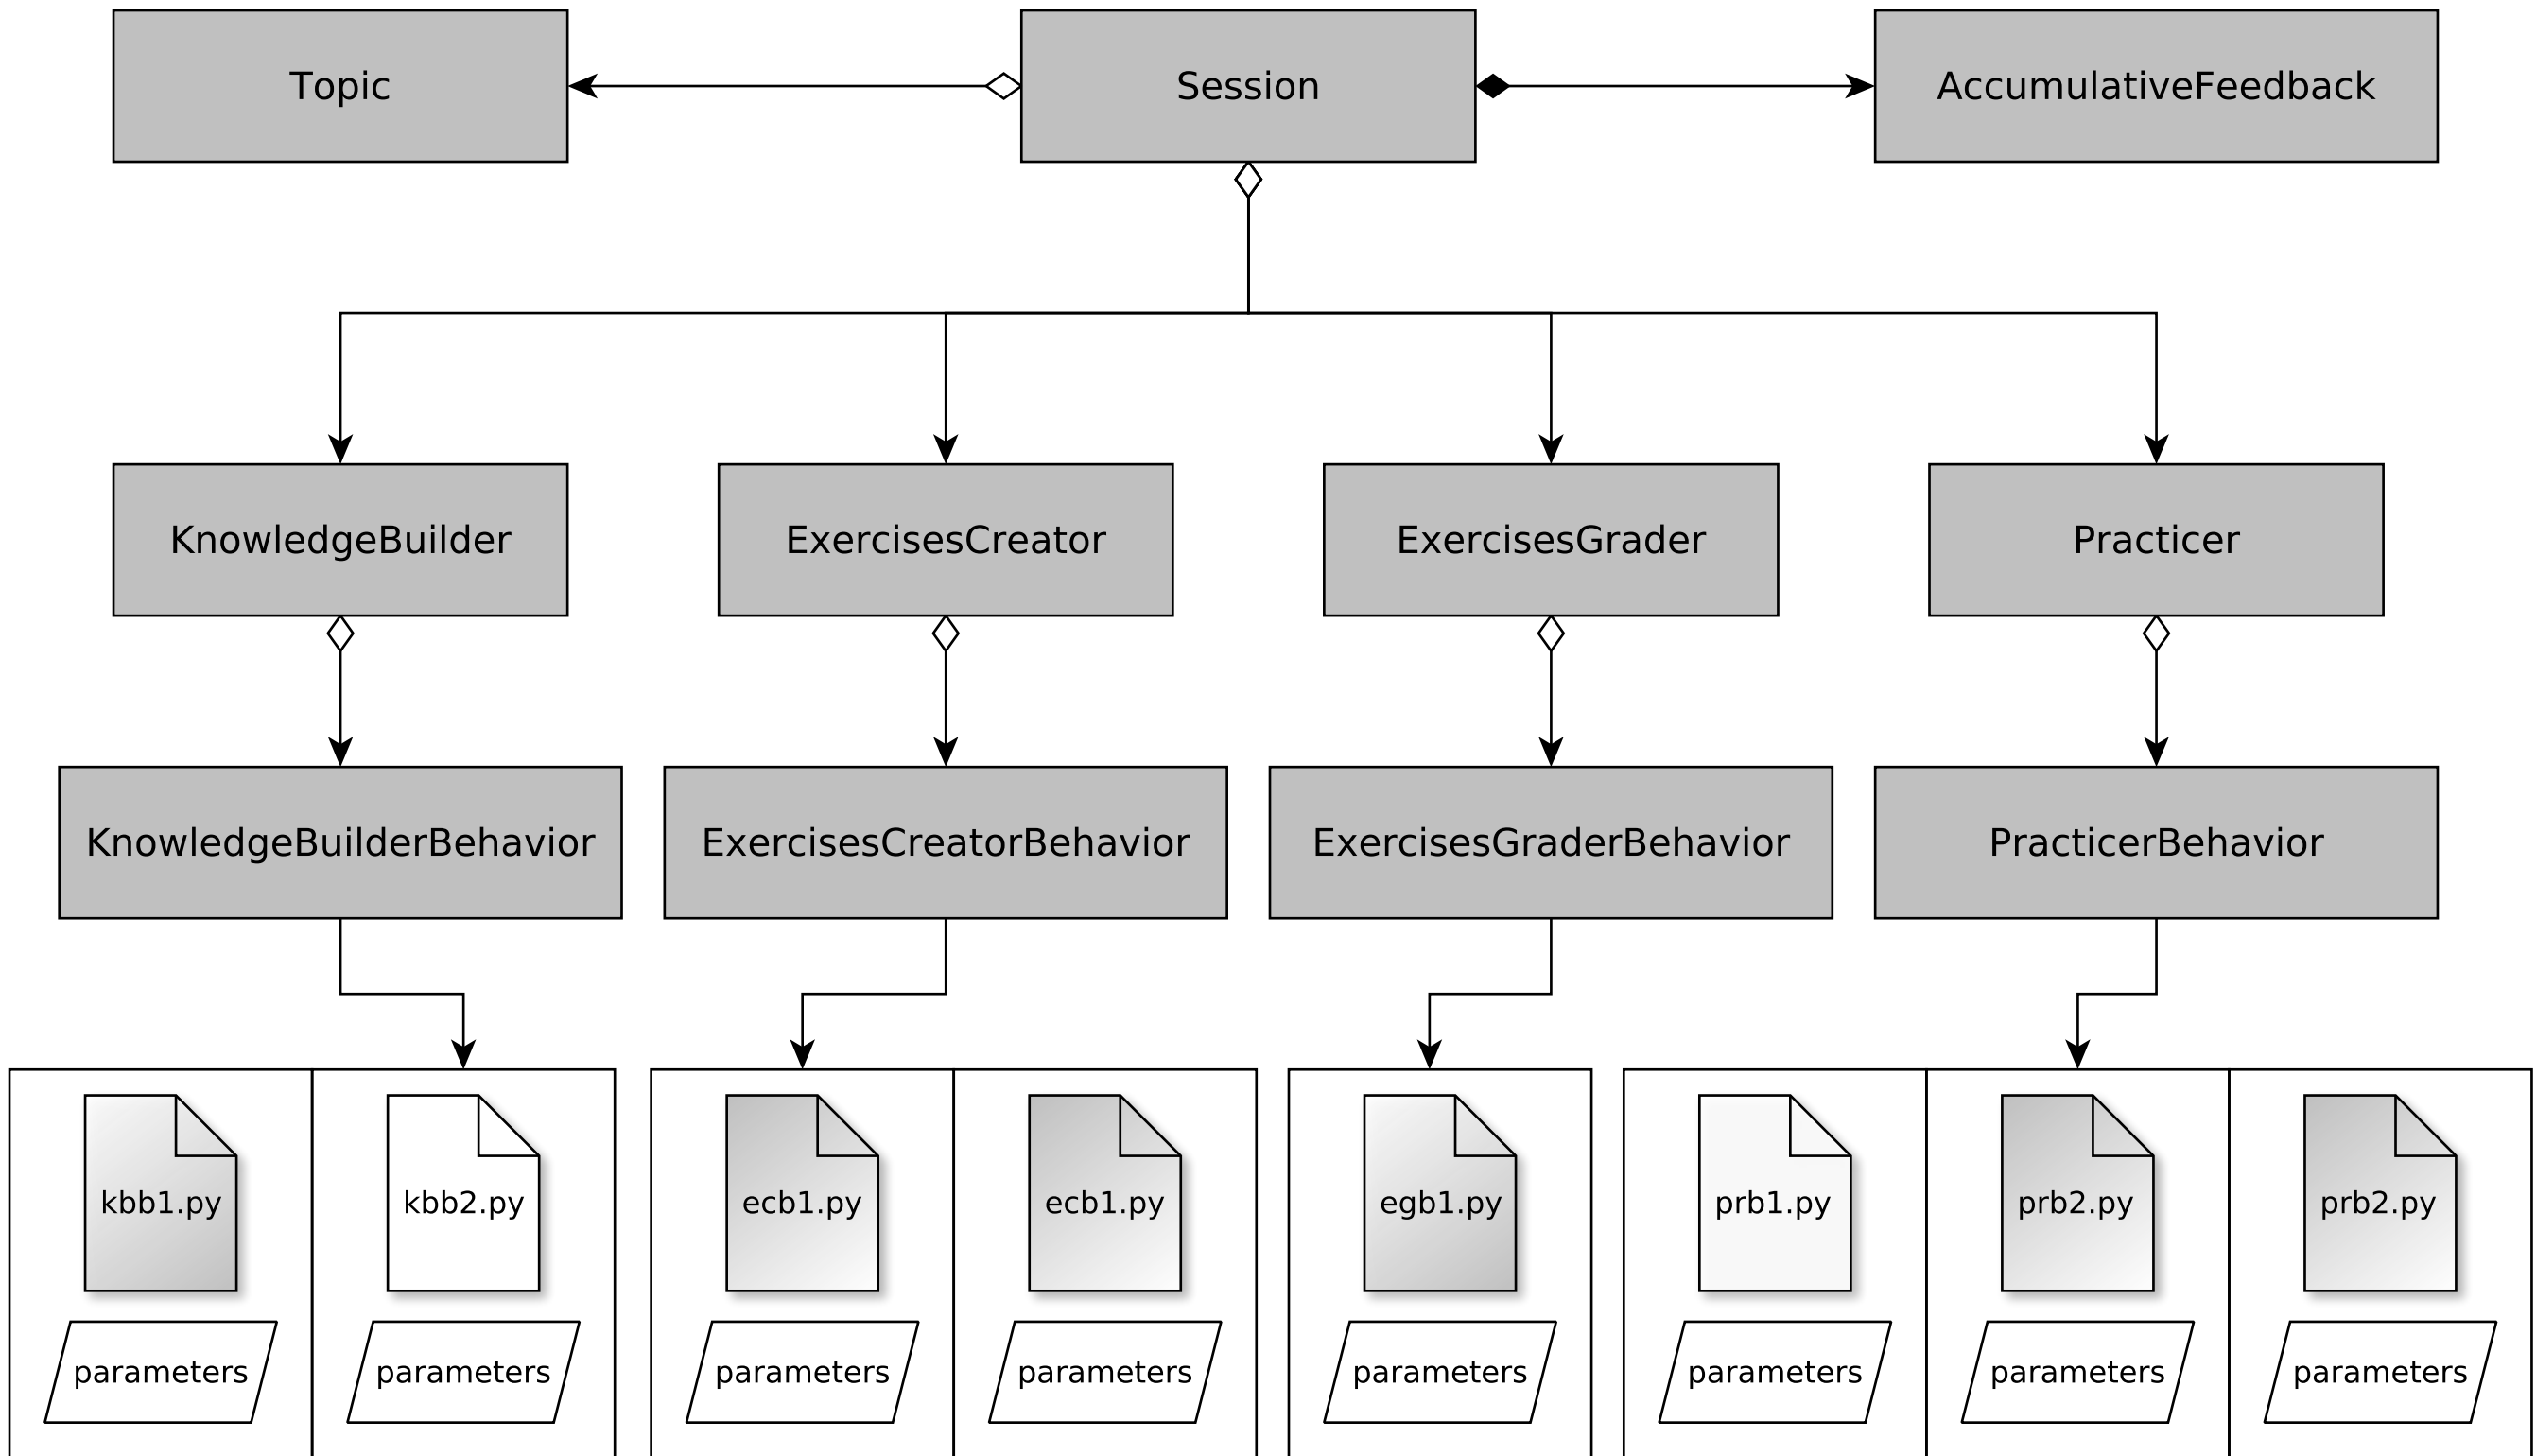 Topic
Session
AccumulativeFeedback
KnowledgeBuilder
ExercisesCreator
ExercisesGrader
Practicer
KnowledgeBuilderBehavior
ExercisesCreatorBehavior
ExercisesGraderBehavior
PracticerBehavior
kbb1.py
kbb2.py
ecb1.py
ecb1.py
egb1.py
prb1.py
prb2.py
prb2.py
parameters
parameters
parameters
parameters
parameters
parameters
parameters
parameters